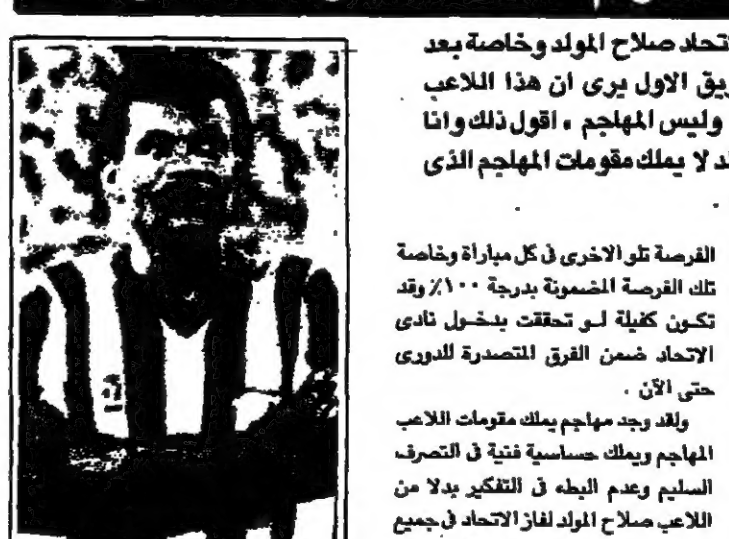 تحاد صلاح المولد وخاصة بعد
يق الاول يرى ان هذا اللاعب
وليس المهاجم ، اقول ذلك وانا
لد لا يملك مقومات المهاجم الذى
الفرصة تلو الاخرى فى كل مباراة وخاصة
تلك الفرصة المضمونة بدرجة ١٠٠٪ وقد
تكون كفيلة لو تحققت بدخول نادى
الاتحاد ضمن الفرق المتصدرة للدورى
حتى الآن .
ولقد وجد مهاجم يملك مقومات اللاعب
المهاجم ويملك حساسية فنية فى التصرف
السليم وعدم البطء فى التفكير بدلا من
اللاعب صلاح المولد لفاز الاتحاد فى جميع